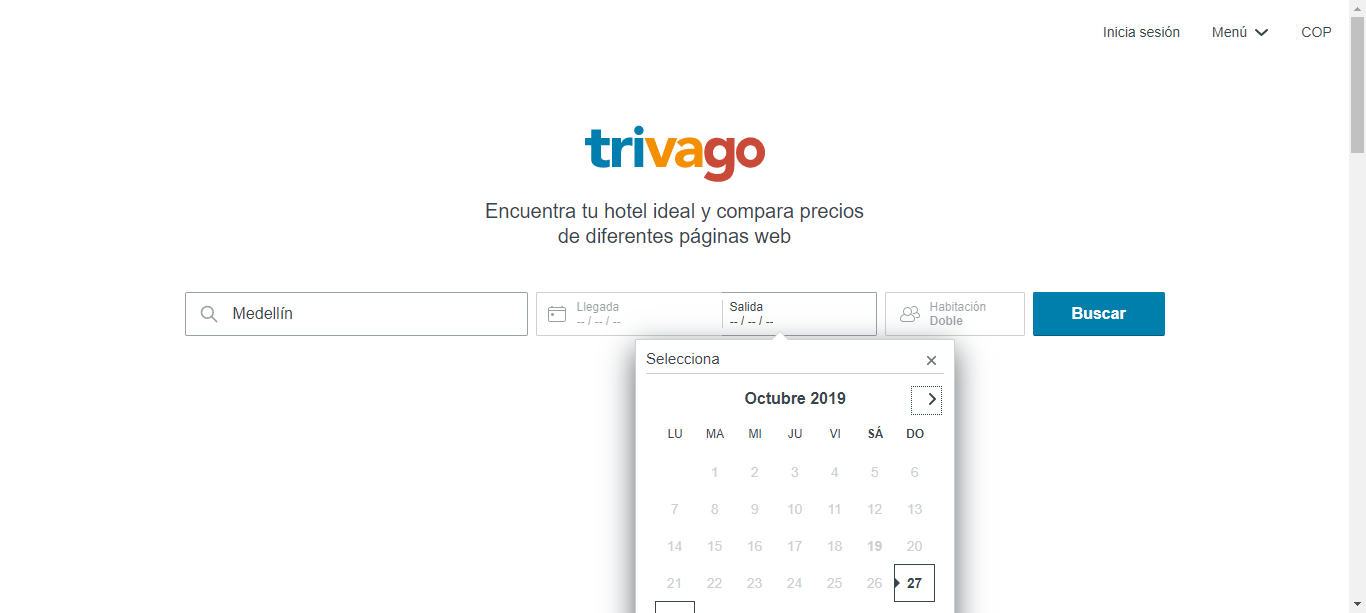 Inicia sesión Menú COP
trivago
Encuentra tu hotel ideal y compara precios
de diferentes páginas web
Medellín
Llegada
-- / -- / --
Salida
-- / -- / --
Habitación
Doble
Buscar
Selecciona
Octubre 2019
LU MA MI JU VI SÁ DO
1 2 3 4 5 6
7 8 9 10 11 12 13
14 15 16 17 18 19 20
21 22 23 24 25 26 27